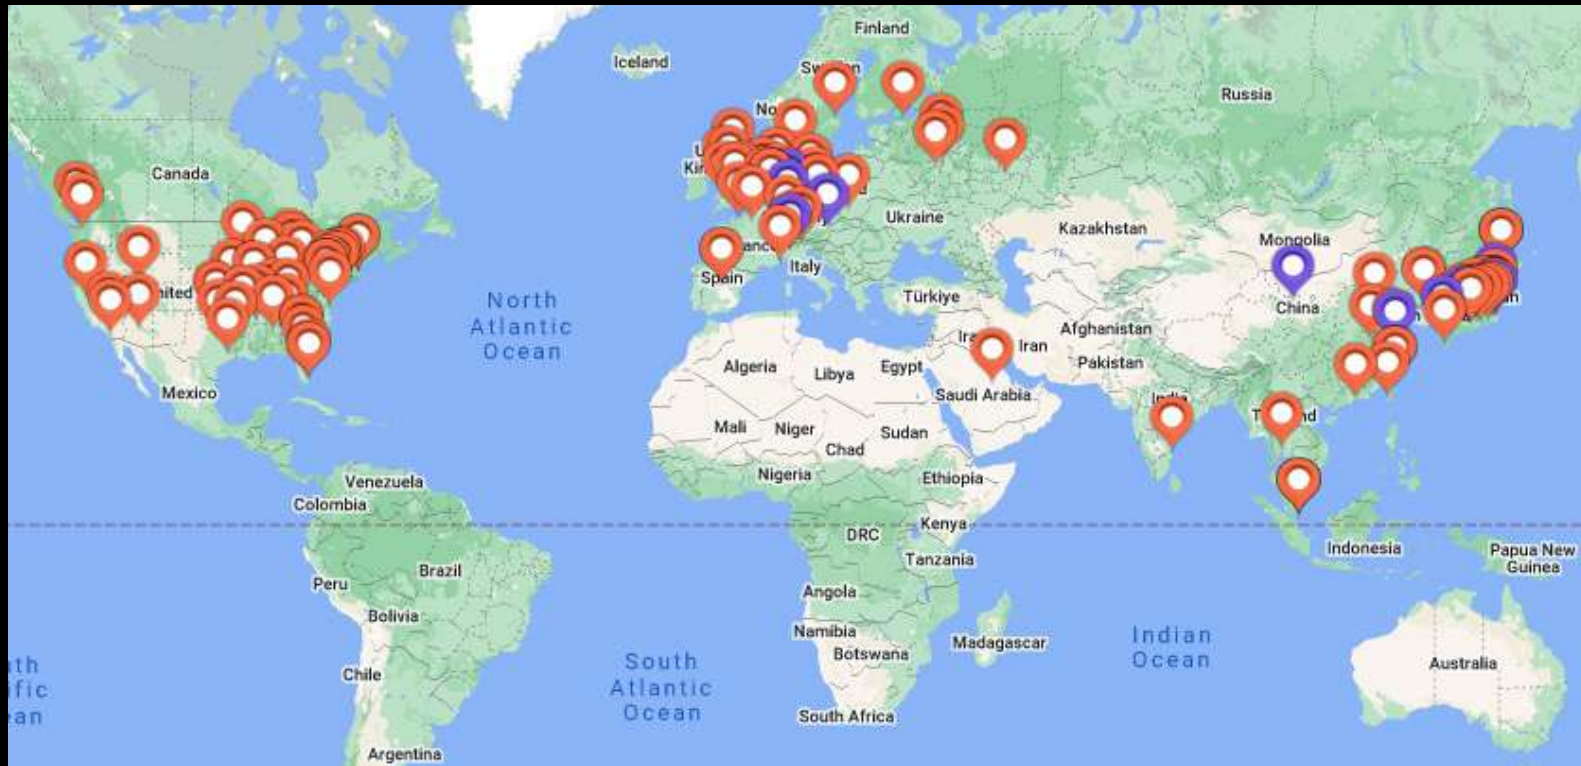 Finland
Iceland
Russia
Canada
Ukraine
Kazakhstan
Mongolia
Italy
Spain
North
Atlantic
Ocean
Türkiye
China
Afghanistan
Iran
Pakistan
Algeria
Libya
Egypt
Mexico
Saudi Arabia
India
Mali
Niger
Sudan
Chad
Venezuela
Nigeria
Ethiopia
Colombia
Kenya
DRC
Indonesia
Papua New
Guinea
Tanzania
Brazil
Peru
Angola
Bolivia
Namibia
Madagascar
Indian
Ocean
Botswana
South
Atlantic
Ocean
Australia
Chile
South Africa
Argentina